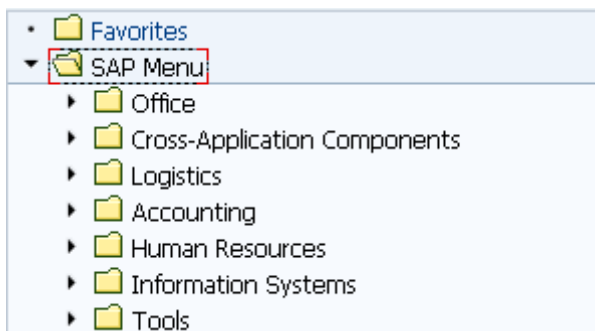 Favorites
SAP Menu
Office
Cross-Application Components
Logistics
Accounting
Human Resources
Information Systems
Tools